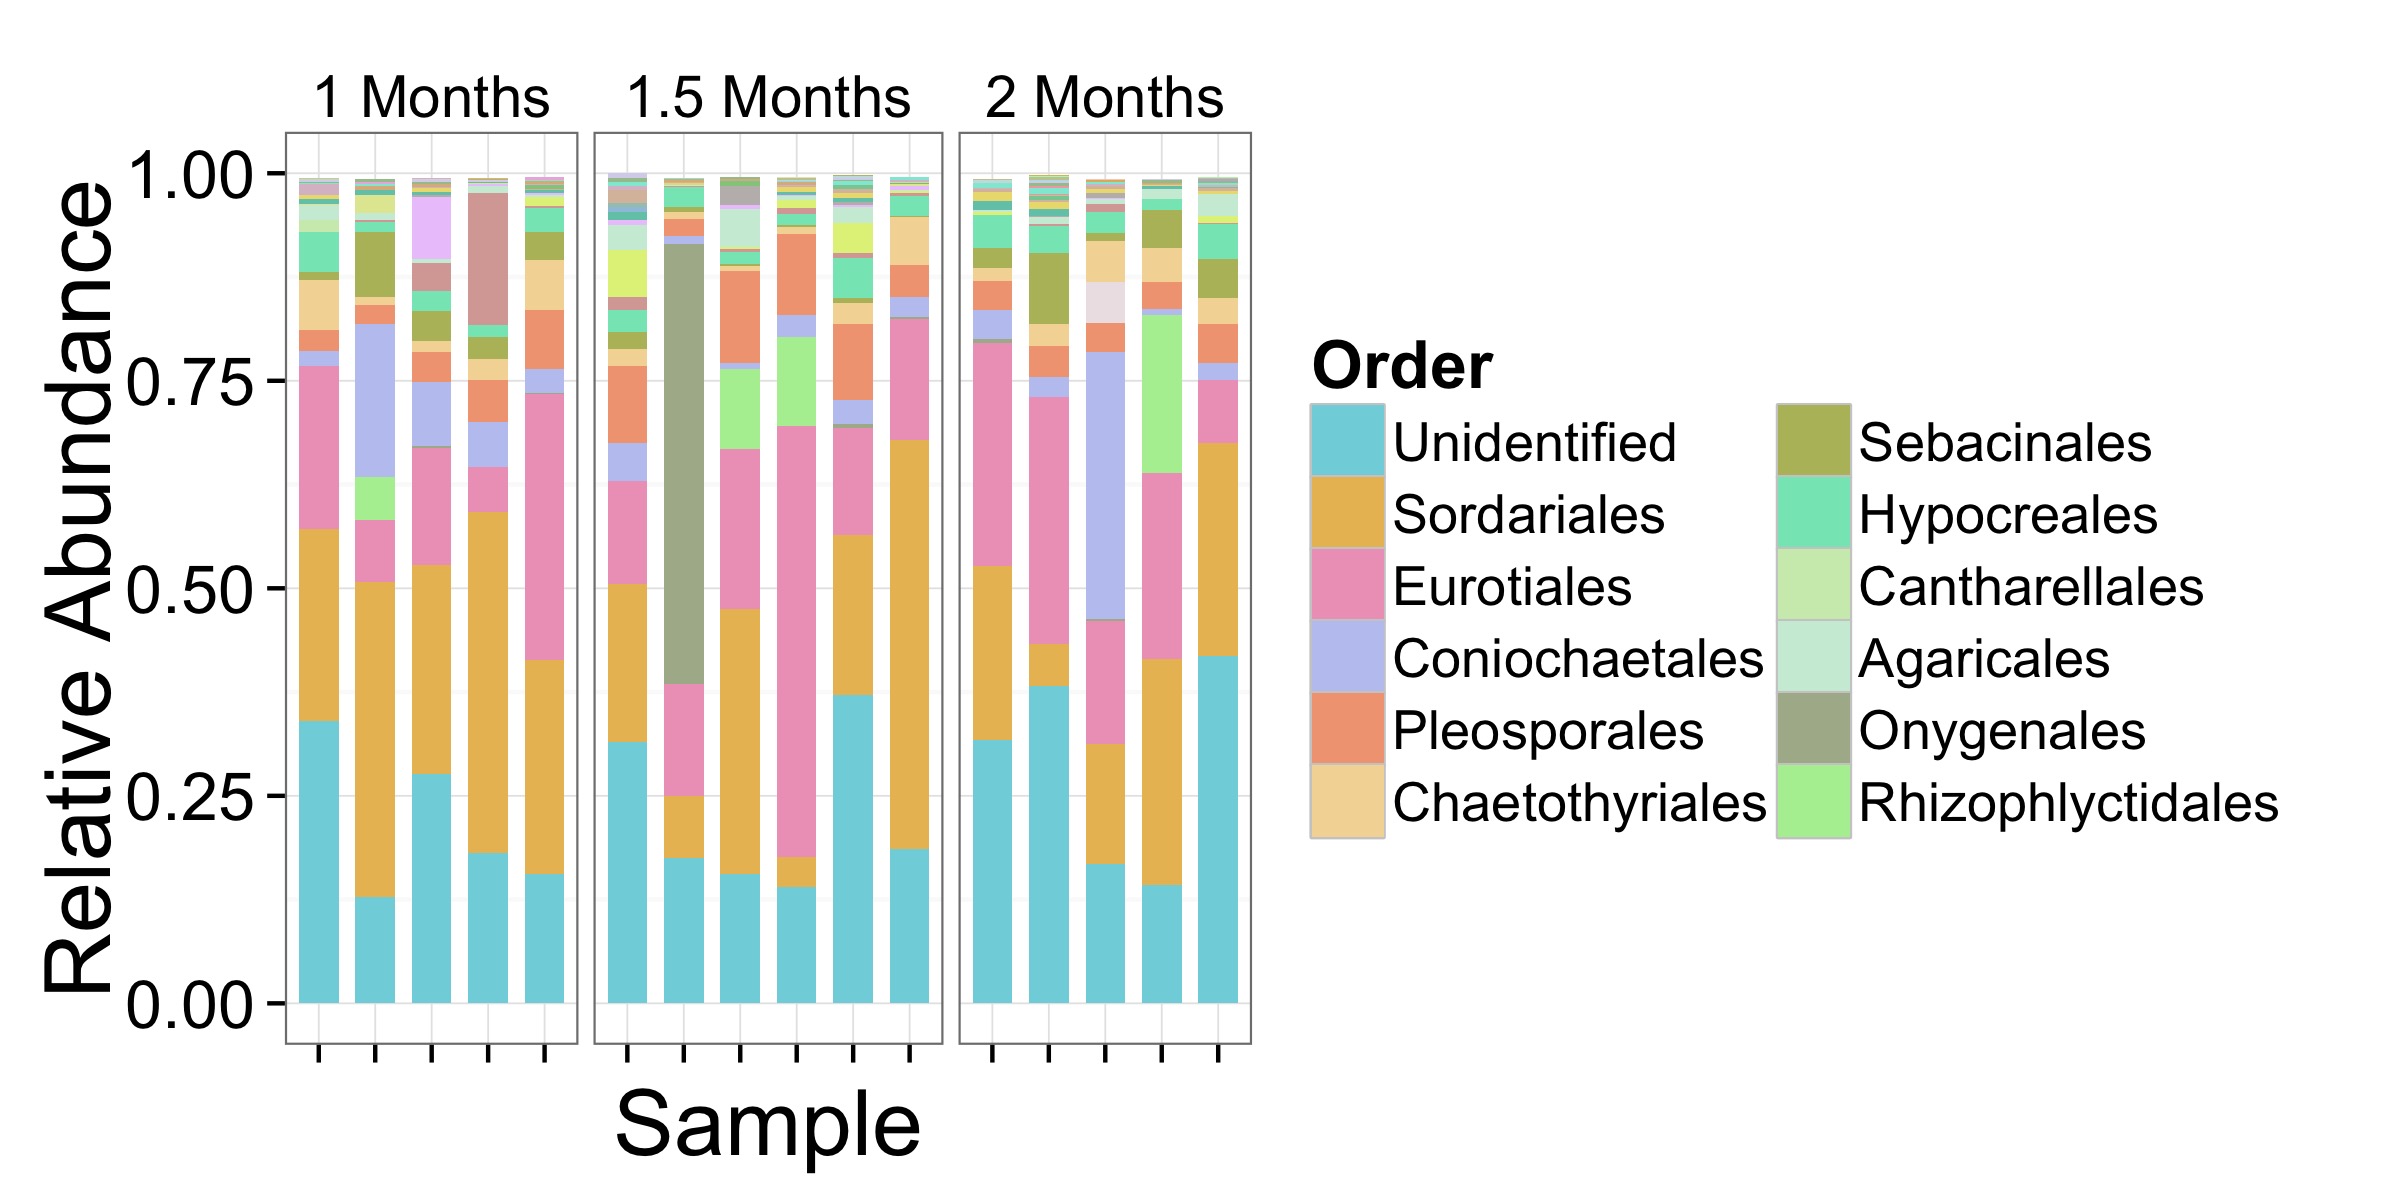 1 Months
1.5 Months
2 Months
Relative Abundance
1.00
0.75
0.50
0.25
0.00
Sample
Order
Unidentified
Sordariales
Eurotiales
Coniochaetales
Pleosporales
Chaetothyriales
Sebacinales
Hypocreales
Cantharellales
Agaricales
Onygenales
Rhizophlyctidales